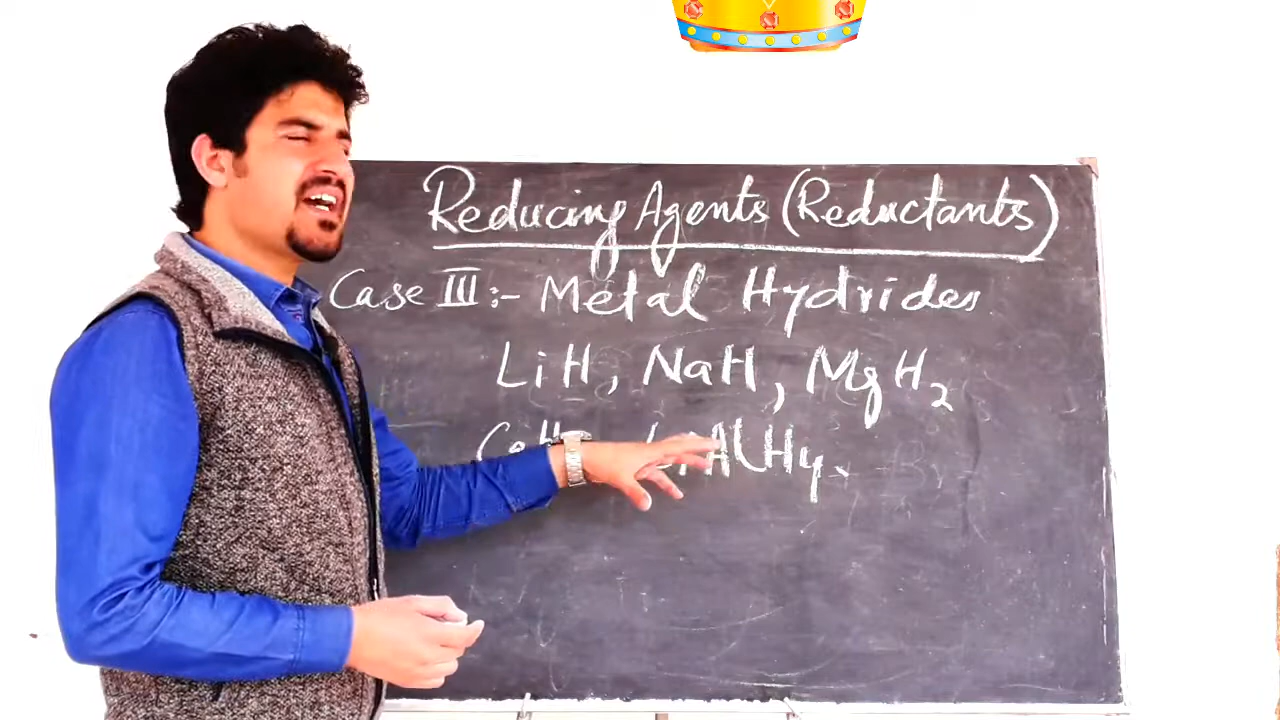 Reducing Agents (Reductants)
Case III :- Metal Hydrides
LiH, NaH, MgH2
AlH4,